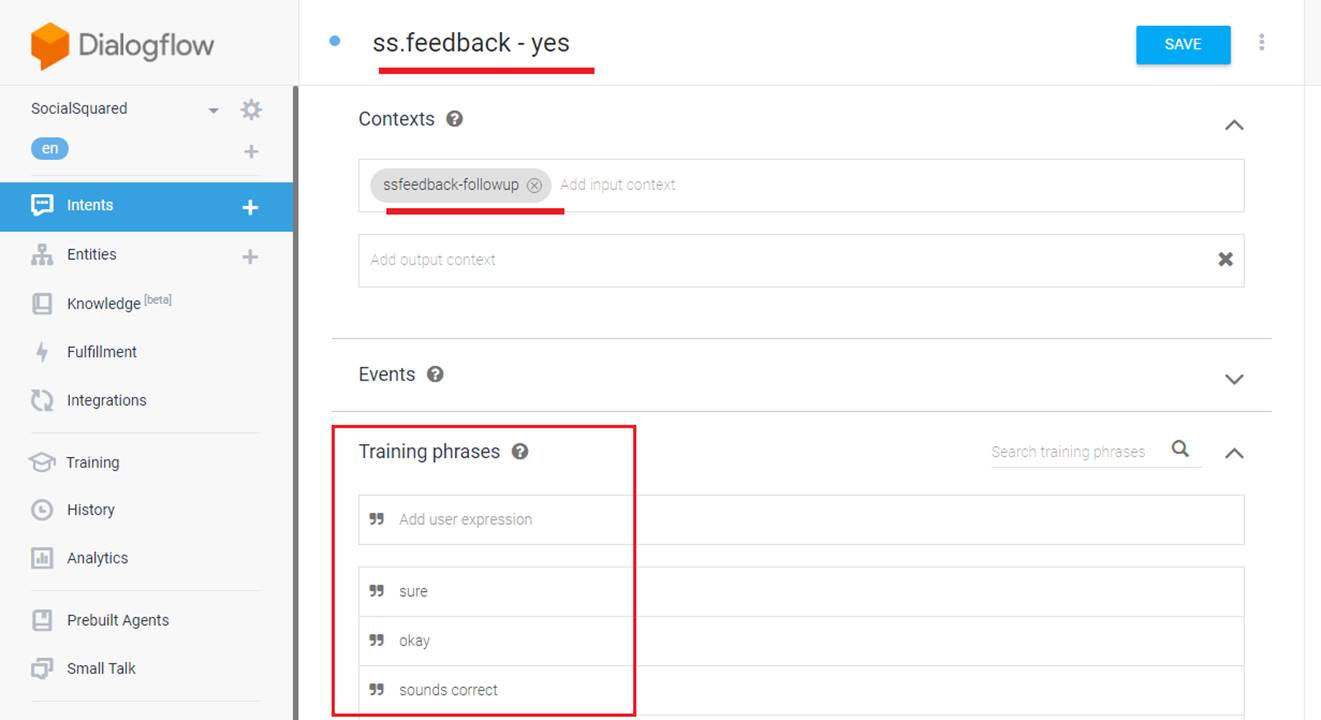 Dialogflow
SocialSquared
en
Intents
Entities
Knowledge [beta]
Fulfillment
Integrations
Training
History
Analytics
Prebuilt Agents
Small Talk
ss.feedback - yes
SAVE
Contexts
ssfeedback-followup Add input context
Add output context
Events
Training phrases
Search training phrases
Add user expression
sure
okay
sounds correct